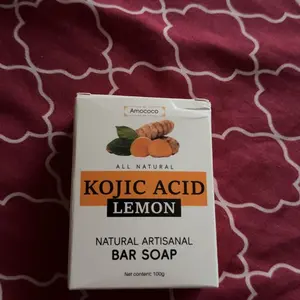 Amococo
ALL NATURAL
KOJIC ACID
LEMON
NATURAL ARTISANAL
BAR SOAP
Net content: 100g